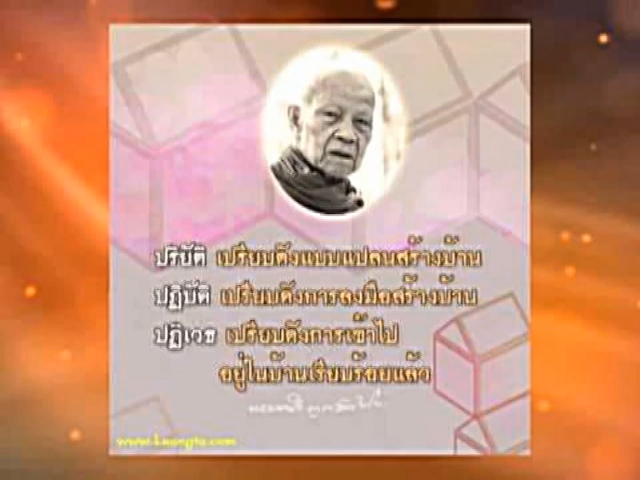 ปริยัติ เปรียบดังแบบแปลนสร้างบ้าน
ปฏิบัติ เปรียบดังการลงมือสร้างบ้าน
ปฏิเวธ เปรียบดังการเข้าไป
อยู่ในบ้านเรียบร้อยแล้ว
www.Luangta.com